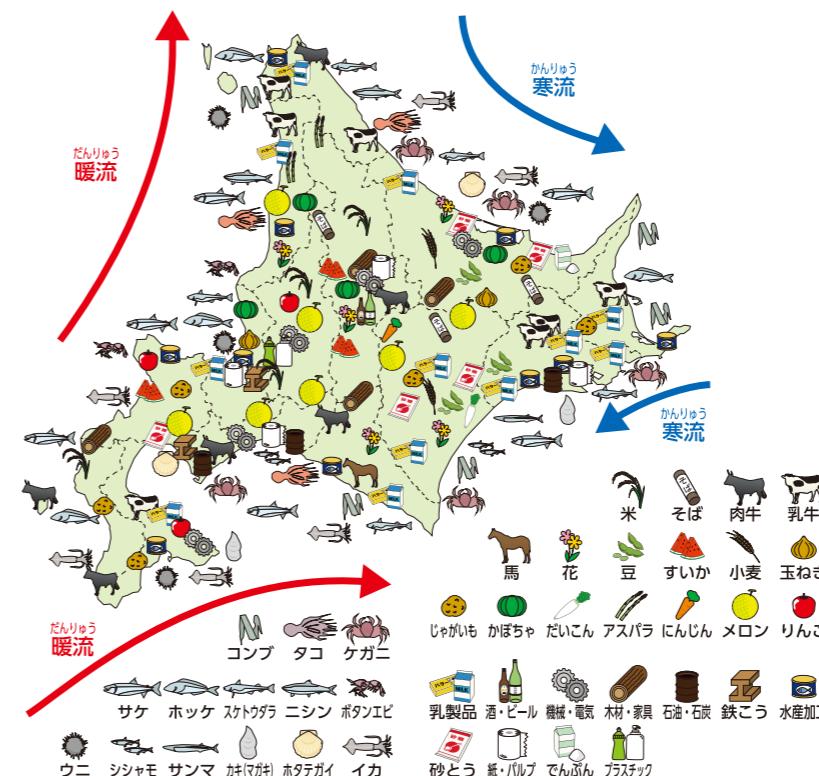 かんりゅう
寒流
だんりゅう
暖流
かんりゅう
寒流
米 そば 肉牛 乳牛
馬 花 豆 すいか 小麦 玉ねぎ
じゃがいも かぼちゃ だいこん アスパラ にんじん メロン りんご
だんりゅう
暖流
コンブ タコ ケガニ
サケ ホッケ スケトウダラ ニシン ボタンエビ
ウニ シシャモ サンマ カキ(マガキ) ホタテガイ イカ
乳製品 酒・ビール 機械・電気 木材・家具 石油・石炭 鉄こう 水産加工
砂とう 紙・パルプ でんぷん プラスチック